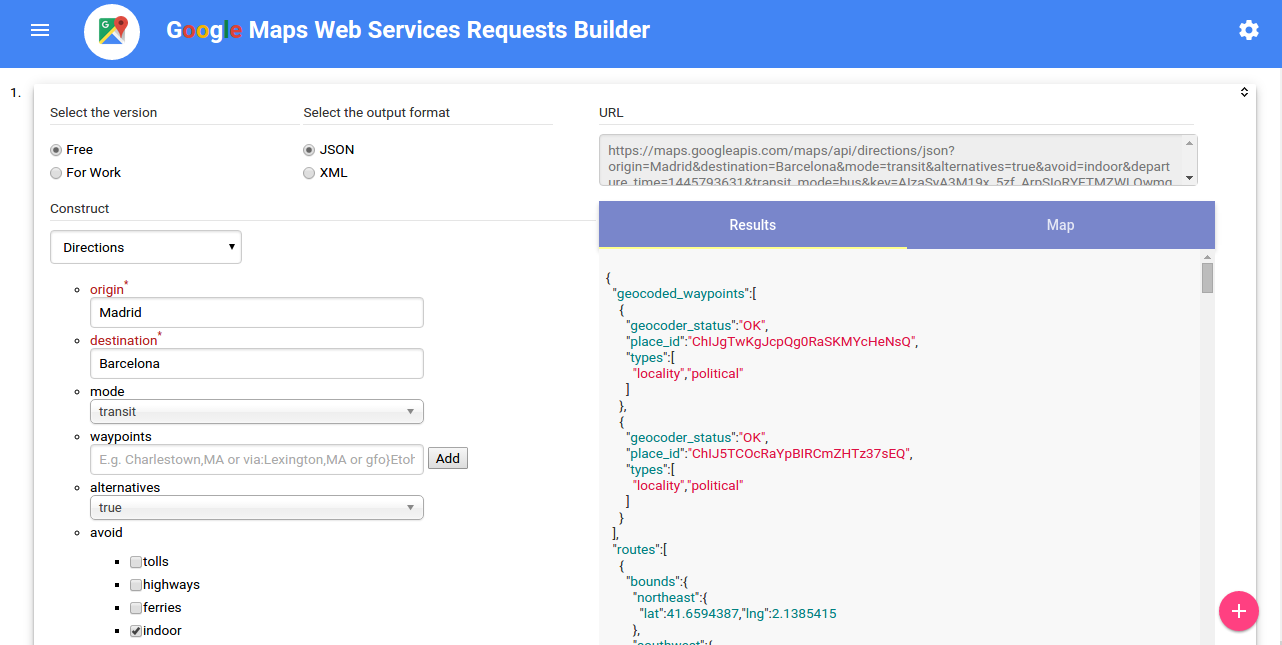 Google Maps Web Services Requests Builder
1.
Select the version
Select the output format
Free
JSON
For Work
XML
Construct
Directions
origin*
Madrid
destination*
Barcelona
mode
transit
waypoints
E.g. Charlestown,MA or via:Lexington,MA or gfo}Etoh
Add
alternatives
true
avoid
tolls
highways
ferries
indoor
URL
https://maps.googleapis.com/maps/api/directions/json?
origin=Madrid&destination=Barcelona&mode=transit&alternatives=true&avoid=indoor&depart
ure_time=1445793631&transit_mode=bus
Results
Map
{
"geocoded_waypoints":[
{
"geocoder_status":"OK",
"place_id":"ChIJgTwKgJcpQg0RaSKMYcHeNsQ",
"types":[
"locality","political"
]
},
{
"geocoder_status":"OK",
"place_id":"ChIJ5TCOcRaYpBIRCmZHTz37sEQ",
"types":[
"locality","political"
]
}
],
"routes":[
{
"bounds":{
"northeast":{
"lat":41.6594387,"lng":2.1385415
},
"southwest":{